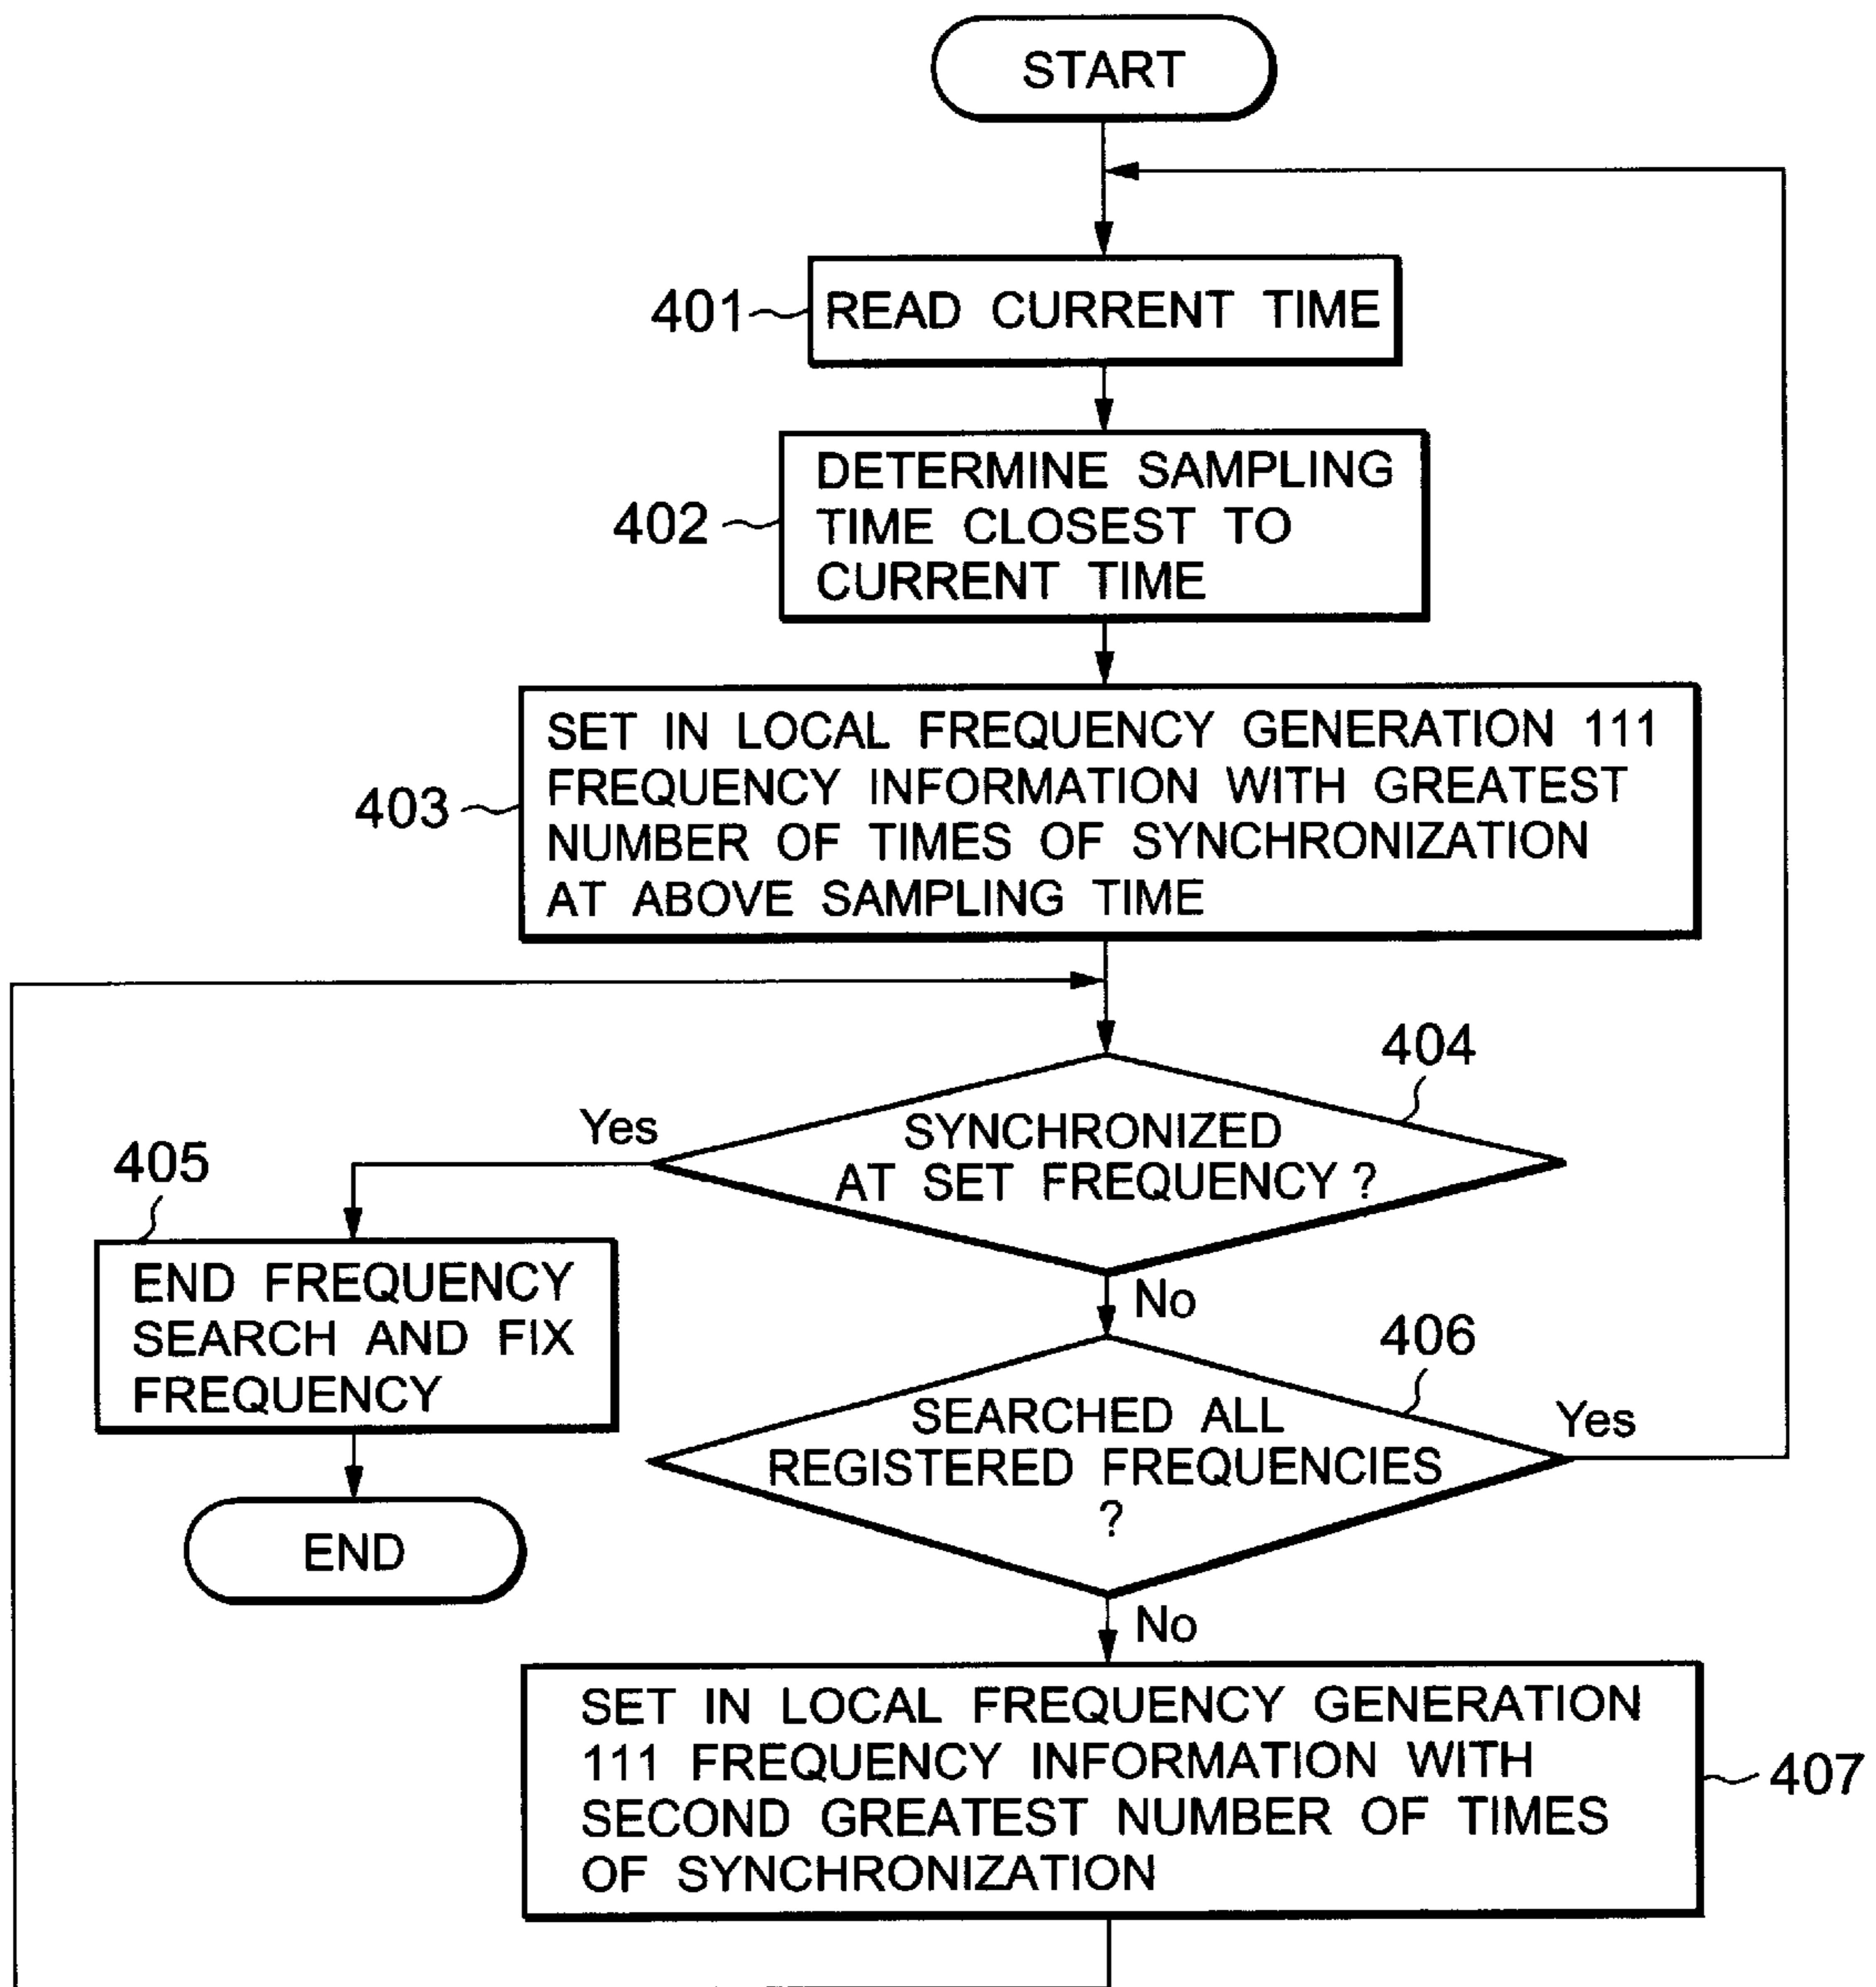 START
401
READ CURRENT TIME
402
DETERMINE SAMPLING
TIME CLOSEST TO
CURRENT TIME
403
SET IN LOCAL FREQUENCY GENERATION 111
FREQUENCY INFORMATION WITH GREATEST
NUMBER OF TIMES OF SYNCHRONIZATION
AT ABOVE SAMPLING TIME
404
SYNCHRONIZED
AT SET FREQUENCY ?
Yes
405
END FREQUENCY
SEARCH AND FIX
FREQUENCY
END
No
406
SEARCHED ALL
REGISTERED FREQUENCIES
?
Yes
No
SET IN LOCAL FREQUENCY GENERATION
111 FREQUENCY INFORMATION WITH
SECOND GREATEST NUMBER OF TIMES
OF SYNCHRONIZATION
407